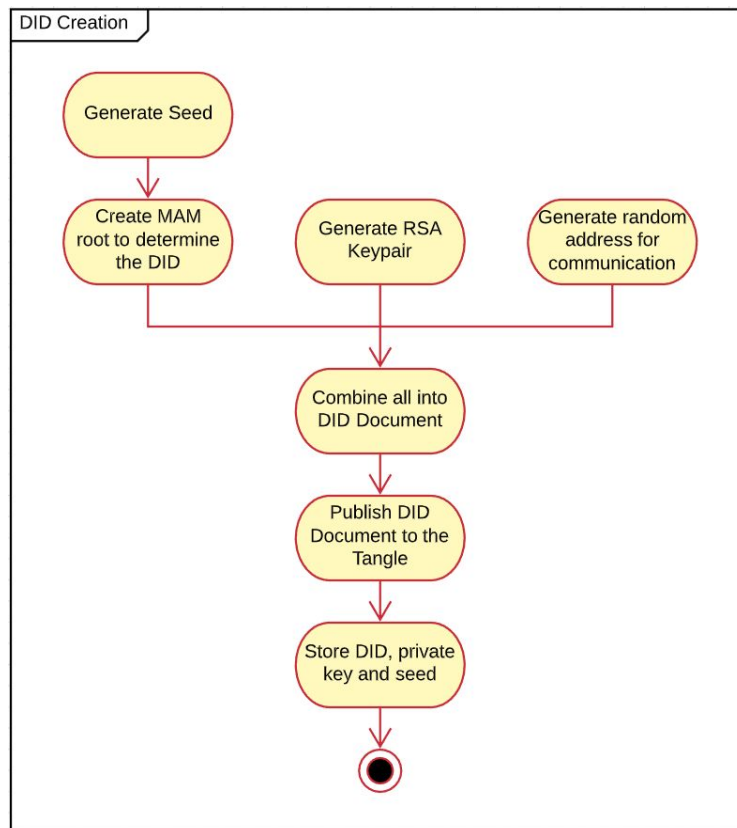 DID Creation
Generate Seed
Create MAM
root to determine
the DID
Generate RSA
Keypair
Generate random
address for
communication
Combine all into
DID Document
Publish DID
Document to the
Tangle
Store DID, private
key and seed